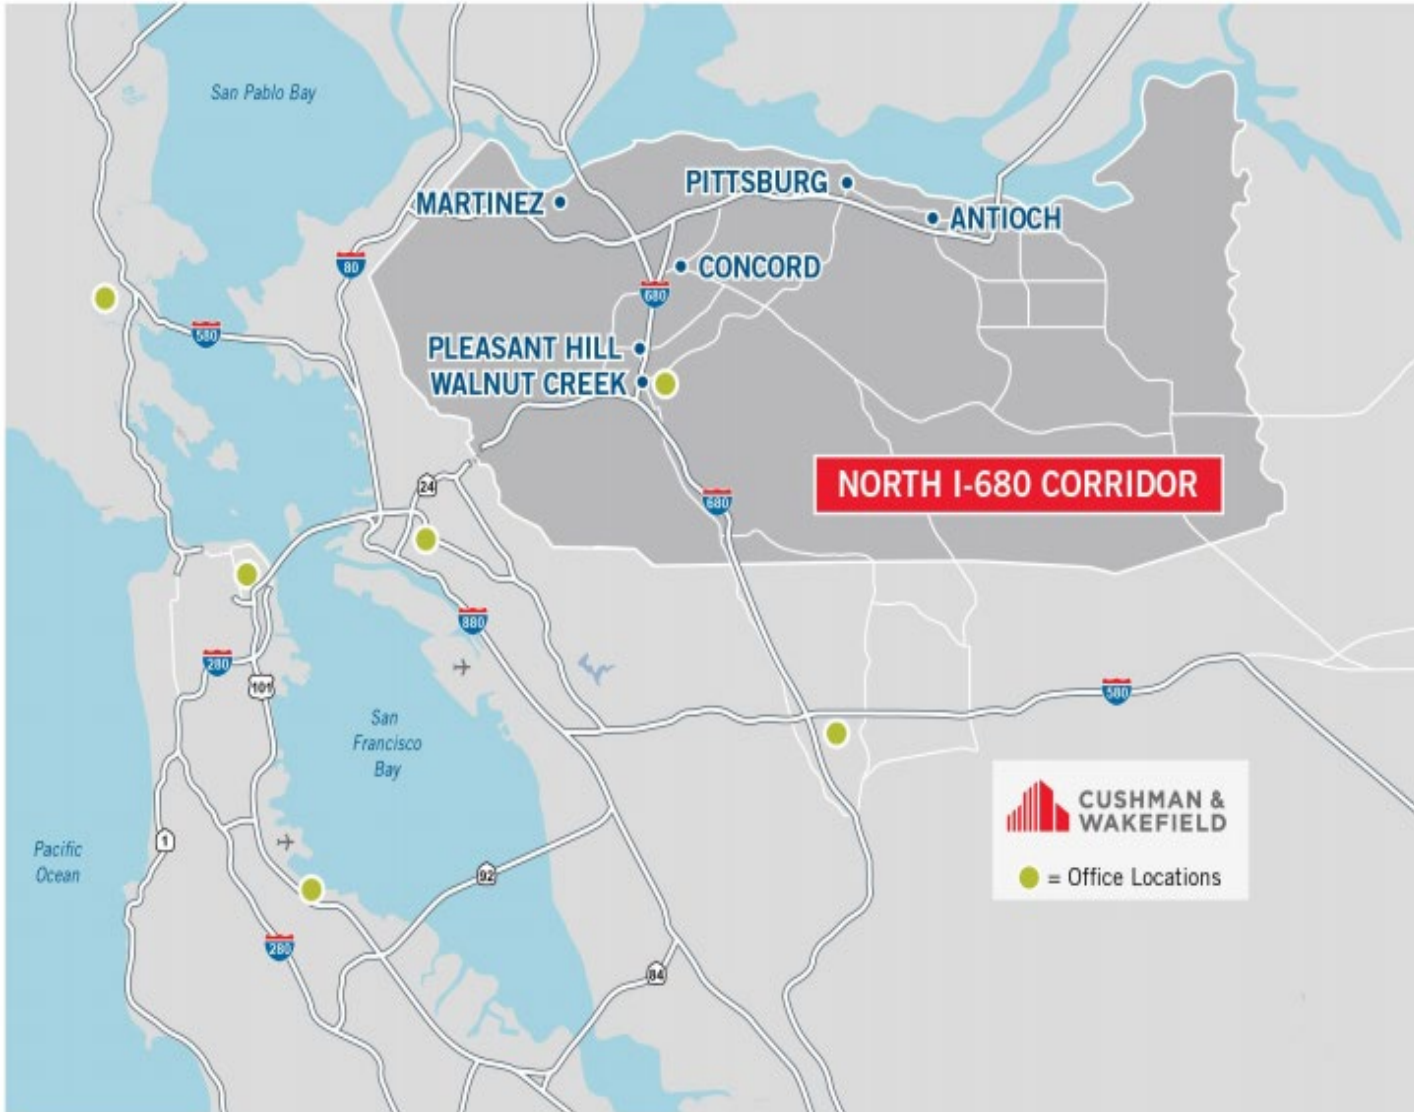 San Pablo Bay
MARTINEZ
PITTSBURG
ANTIOCH
80
CONCORD
680
580
PLEASANT HILL
WALNUT CREEK
24
NORTH I-680 CORRIDOR
680
880
280
101
580
San
Francisco
Bay
CUSHMAN &
WAKEFIELD
1
Pacific
Ocean
92
= Office Locations
280
84